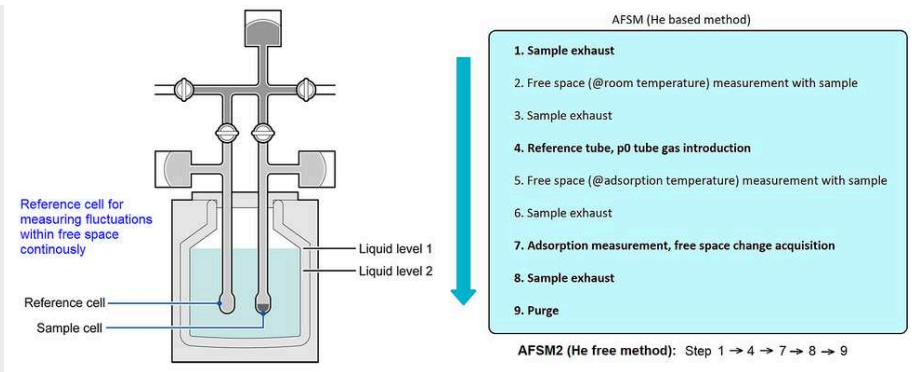 Reference cell for
measuring fluctuations
within free space
continously
Reference cell
Sample cell
Liquid level 1
Liquid level 2
AFSM (He based method)
1. Sample exhaust
2. Free space (@room temperature) measurement with sample
3. Sample exhaust
4. Reference tube, p0 tube gas introduction
5. Free space (@adsorption temperature) measurement with sample
6. Sample exhaust
7. Adsorption measurement, free space change acquisition
8. Sample exhaust
9. Purge
AFSM2 (He free method): Step 1 → 4 → 7 → 8 → 9